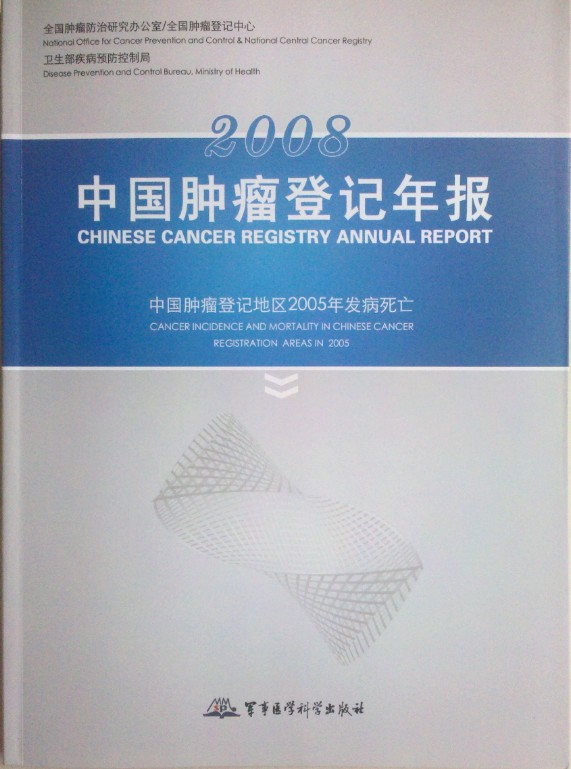 全国肿瘤防治研究办公室/全国肿瘤登记中心
National Office for Cancer Prevention and Control & National Central Cancer Registry
卫生部疾病预防控制局
Disease Prevention and Control Bureau, Ministry of Health
2008
中国肿瘤登记年报
CHINESE CANCER REGISTRY ANNUAL REPORT
中国肿瘤登记地区2005年发病死亡
CANCER INCIDENCE AND MORTALITY IN CHINESE CANCER
REGISTRATION AREAS IN 2005
军事医学科学出版社